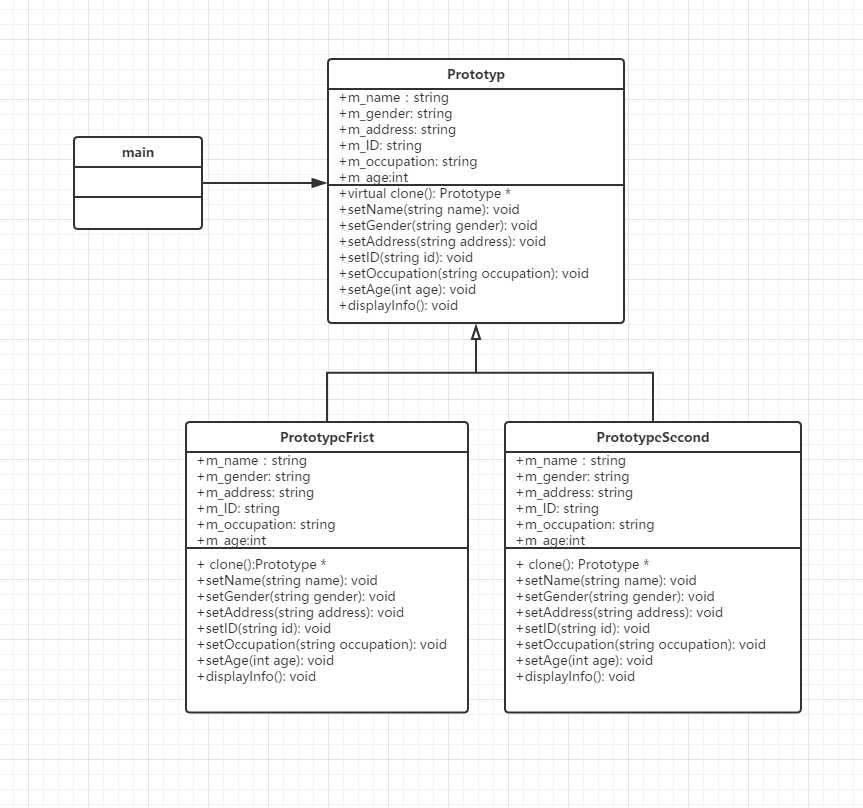 Prototyp
+m_name : string
+m_gender: string
+m_address: string
+m_ID: string
+m_occupation: string
+m_age:int
+virtual clone(): Prototype *
+setName(string name): void
+setGender(string gender): void
+setAddress(string address): void
+setID(string id): void
+setOccupation(string occupation): void
+setAge(int age): void
+displayInfo(): void
main
PrototypeFrist
+m_name : string
+m_gender: string
+m_address: string
+m_ID: string
+m_occupation: string
+m_age:int
+ clone():Prototype *
+setName(string name): void
+setGender(string gender): void
+setAddress(string address): void
+setID(string id): void
+setOccupation(string occupation): void
+setAge(int age): void
+displayInfo(): void
PrototypeSecond
+m_name : string
+m_gender: string
+m_address: string
+m_ID: string
+m_occupation: string
+m_age:int
+ clone(): Prototype *
+setName(string name): void
+setGender(string gender): void
+setAddress(string address): void
+setID(string id): void
+setOccupation(string occupation): void
+setAge(int age): void
+displayInfo(): void